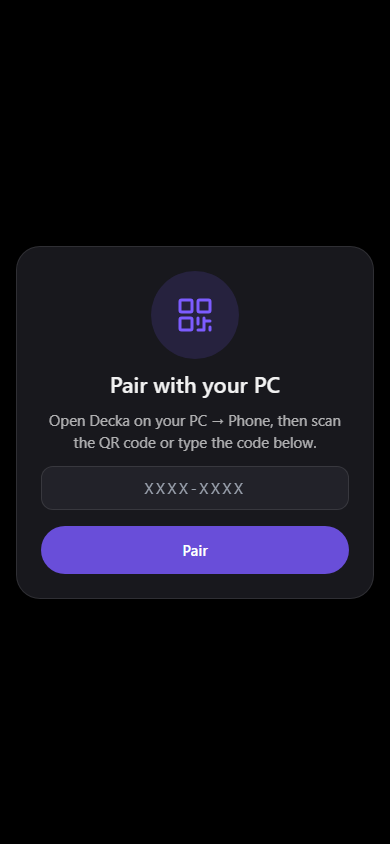 Pair with your PC
Open Decka on your PC → Phone, then scan
the QR code or type the code below.
XXXX-XXXX
Pair